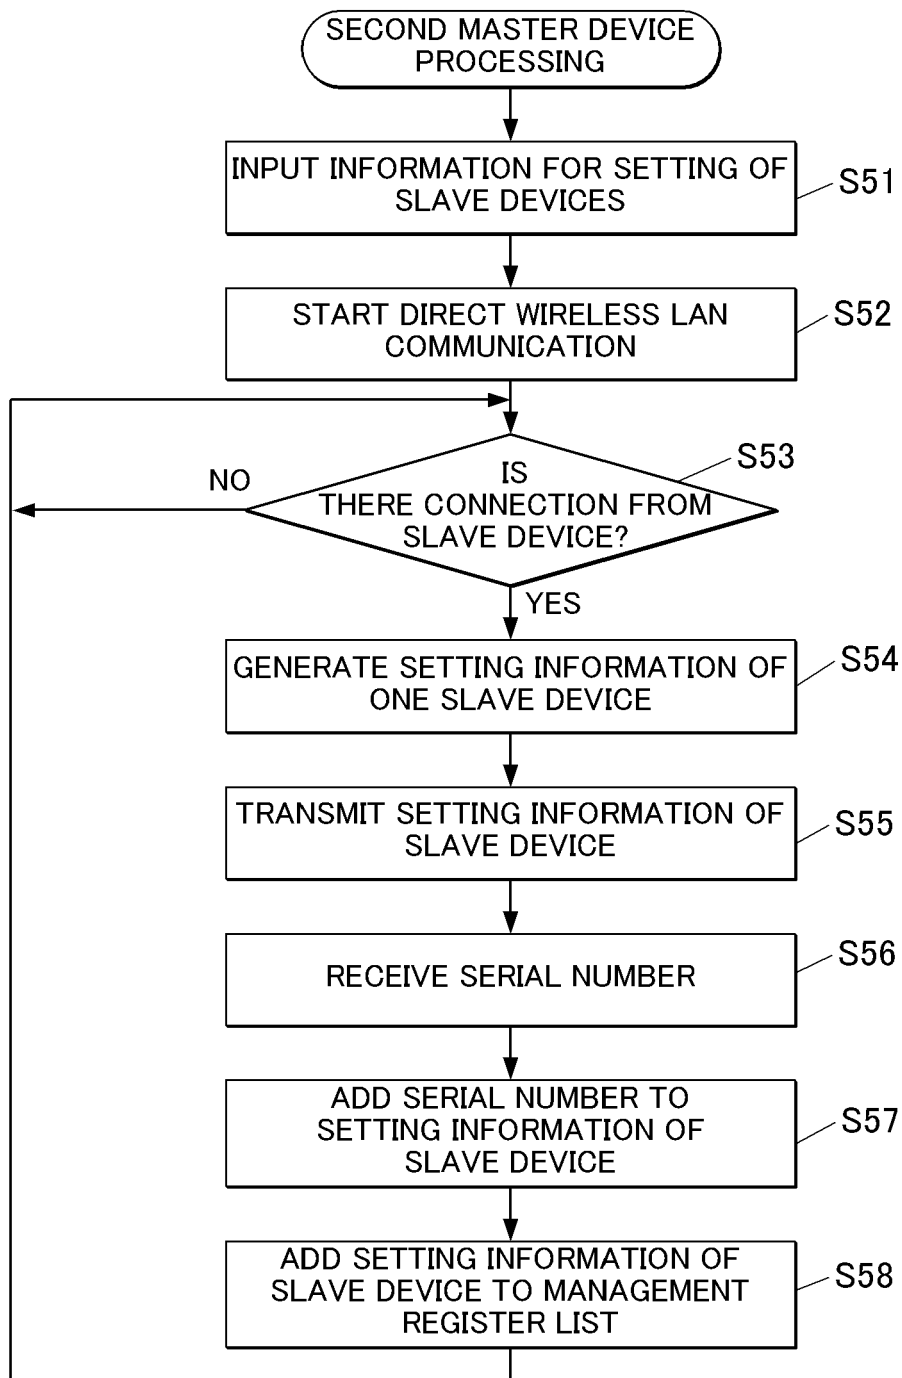 SECOND MASTER DEVICE
PROCESSING
INPUT INFORMATION FOR SETTING OF
SLAVE DEVICES
S51
START DIRECT WIRELESS LAN
COMMUNICATION
S52
IS
THERE CONNECTION FROM
SLAVE DEVICE?
S53
NO
YES
GENERATE SETTING INFORMATION OF
ONE SLAVE DEVICE
S54
TRANSMIT SETTING INFORMATION OF
SLAVE DEVICE
S55
RECEIVE SERIAL NUMBER
S56
ADD SERIAL NUMBER TO
SETTING INFORMATION OF
SLAVE DEVICE
S57
ADD SETTING INFORMATION OF
SLAVE DEVICE TO MANAGEMENT
REGISTER LIST
S58